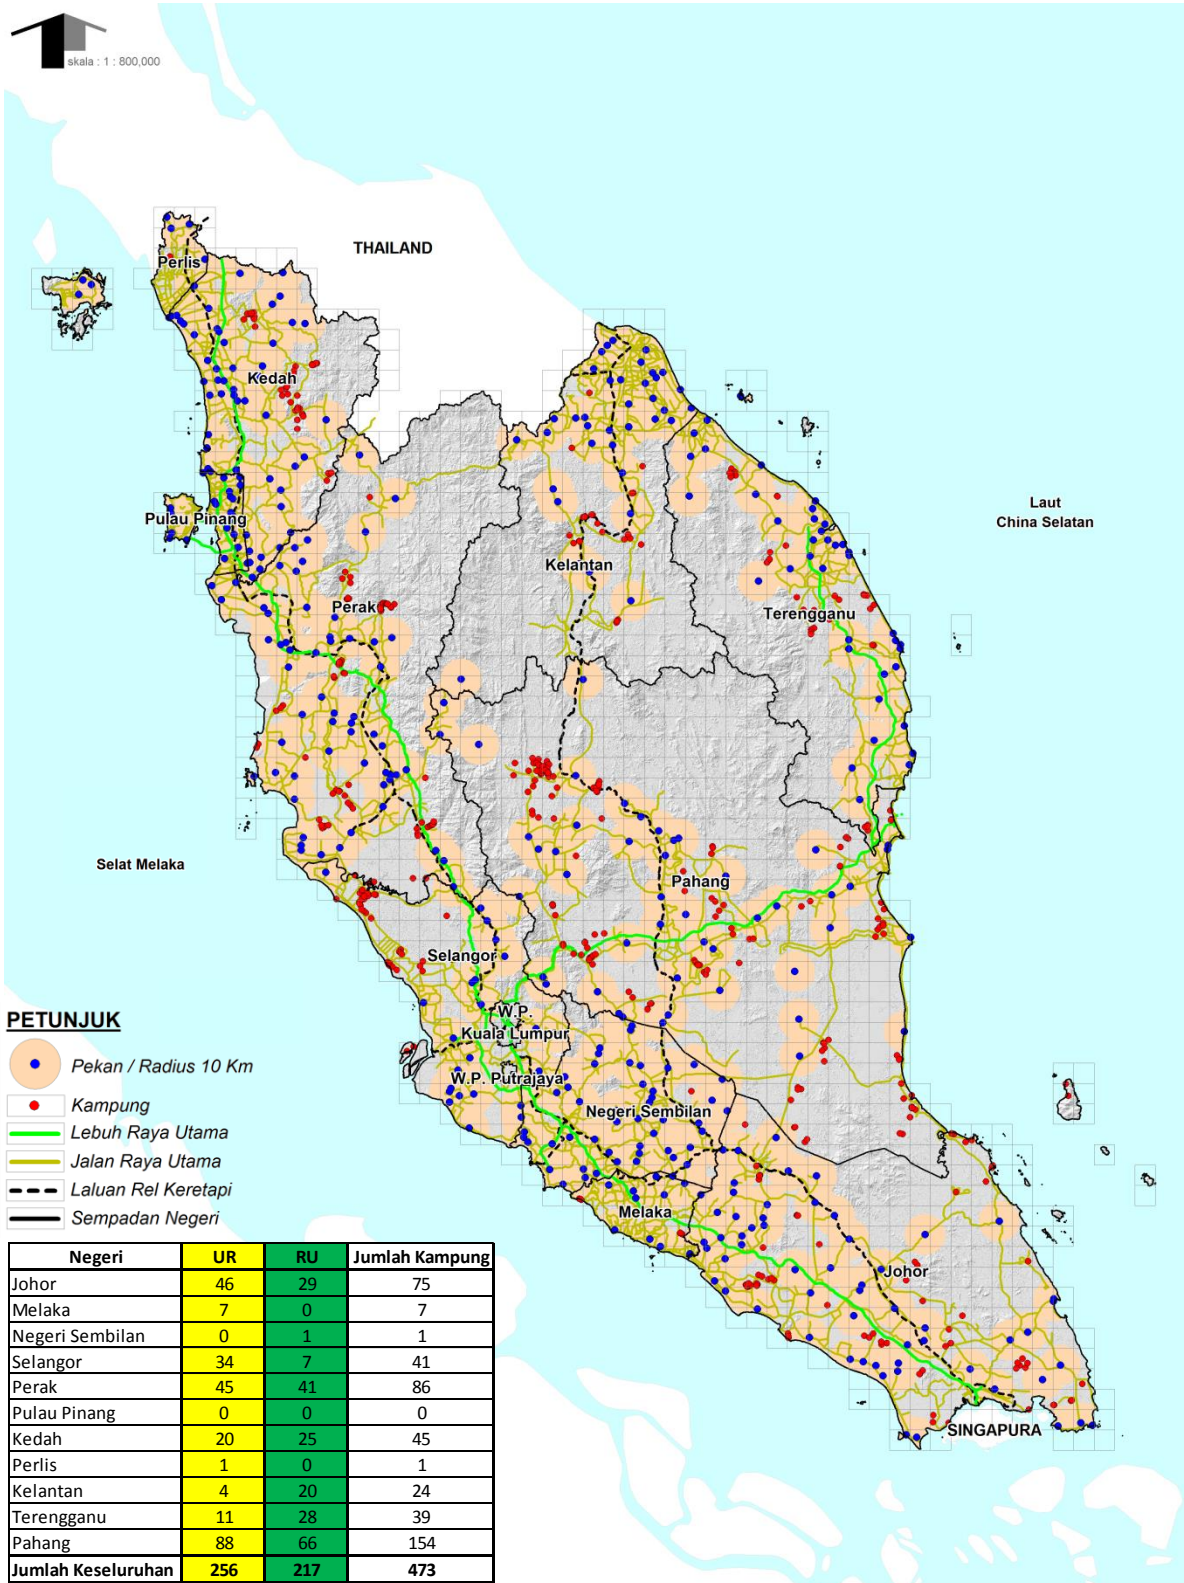 skala : 1 : 800,000
THAILAND
Perlis
Kedah
Pulau Pinang
Laut
China Selatan
Kelantan
Perak
Terengganu
Selat Melaka
Pahang
Selangor
W.P.
Kuala Lumpur
W.P. Putrajaya
Negeri Sembilan
Melaka
Johor
SINGAPURA
PETUNJUK
Pekan / Radius 10 Km
Kampung
Lebuh Raya Utama
Jalan Raya Utama
Laluan Rel Keretapi
Sempadan Negeri
Negeri UR RU Jumlah Kampung
Johor 46 29 75
Melaka 7 0 7
Negeri Sembilan 0 1 1
Selangor 34 7 41
Perak 45 41 86
Pulau Pinang 0 0 0
Kedah 20 25 45
Perlis 1 0 1
Kelantan 4 20 24
Terengganu 11 28 39
Pahang 88 66 154
Jumlah Keseluruhan 256 217 473